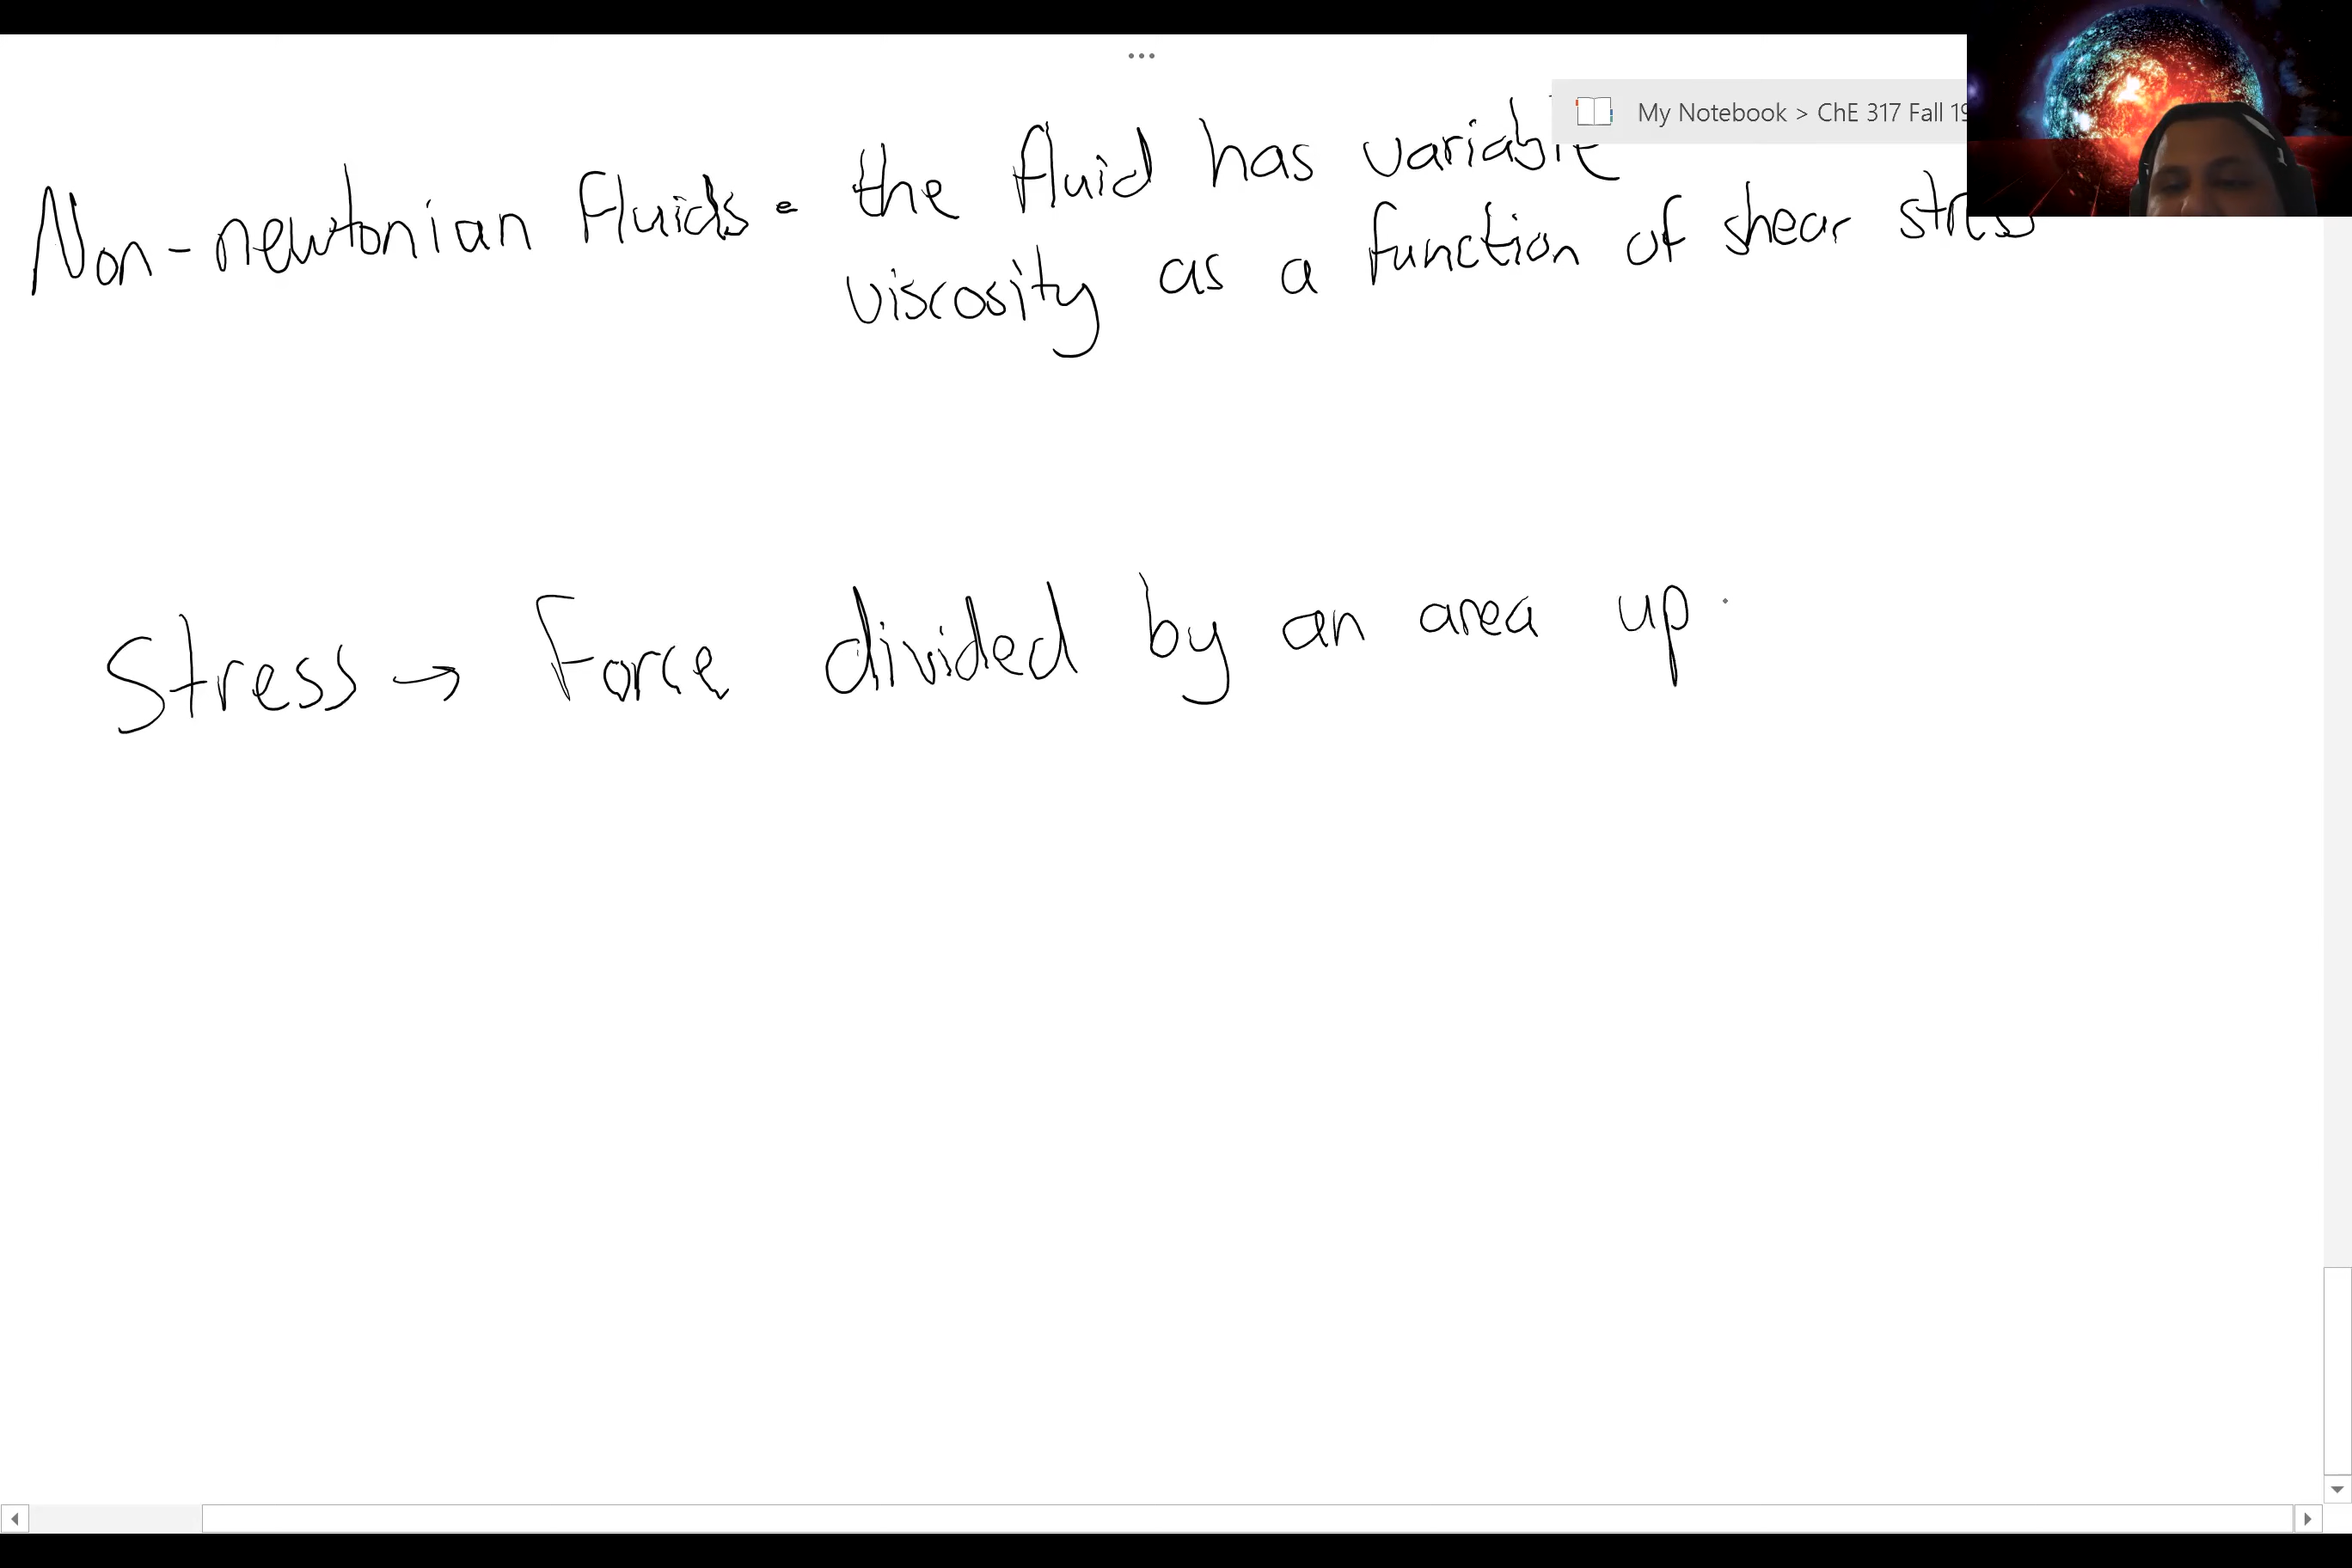 My Notebook > ChE 317 Fall 19
Non-newtonian Fluids = the fluid has variable
viscosity as a function of shear stress
Stress → Force divided by an area up